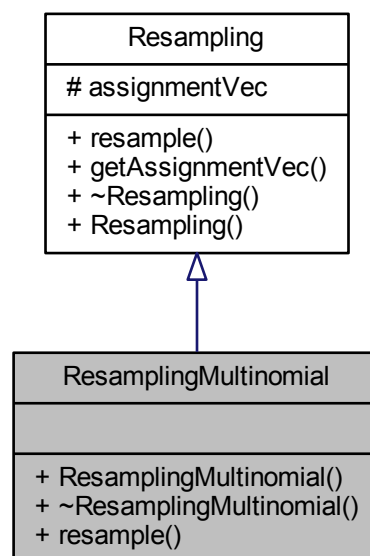 Resampling
# assignmentVec
+ resample()
+ getAssignmentVec()
+ ~Resampling()
+ Resampling()
ResamplingMultinomial
+ ResamplingMultinomial()
+ ~ResamplingMultinomial()
+ resample()